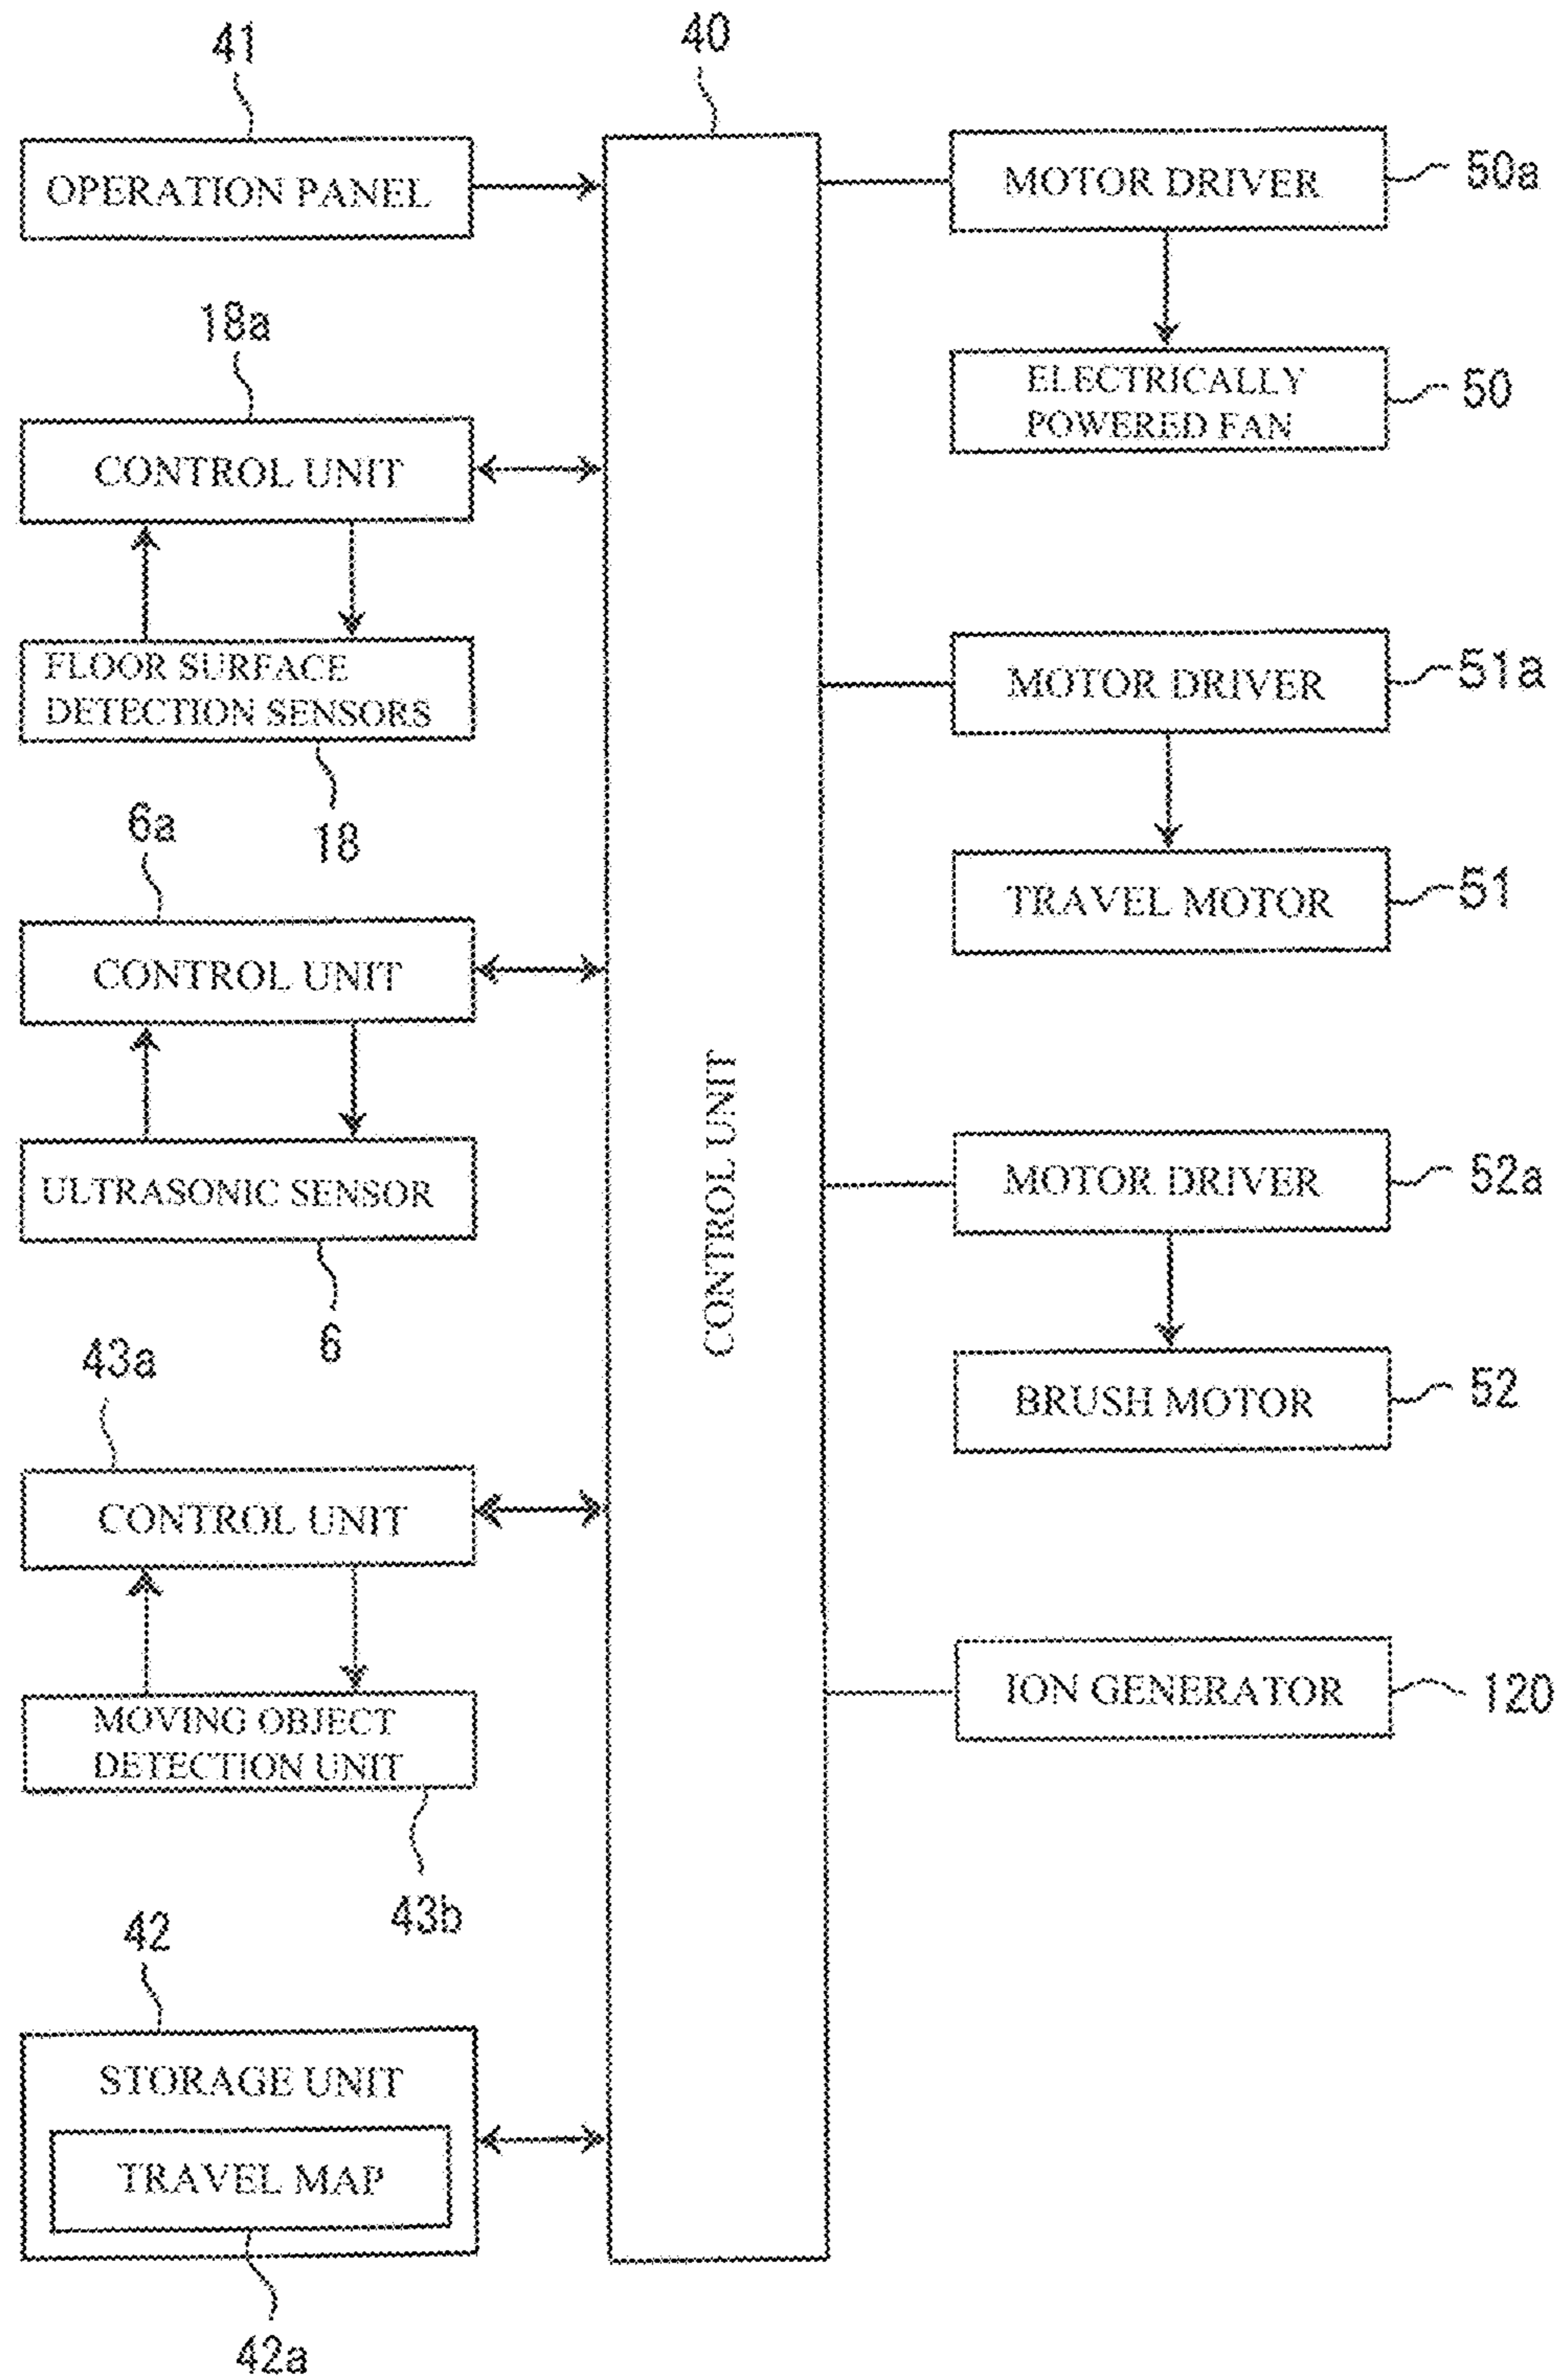 41
OPERATION PANEL
18a
CONTROL UNIT
FLOOR SURFACE
DETECTION SENSORS
18
6a
CONTROL UNIT
ULTRASONIC SENSOR
6
43a
CONTROL UNIT
MOVING OBJECT
DETECTION UNIT
43b
42
STORAGE UNIT
TRAVEL MAP
42a
40
CONTROL UNIT
MOTOR DRIVER
50a
ELECTRICALLY
POWERED FAN
50
MOTOR DRIVER
51a
TRAVEL MOTOR
51
MOTOR DRIVER
52a
BRUSH MOTOR
52
ION GENERATOR
120